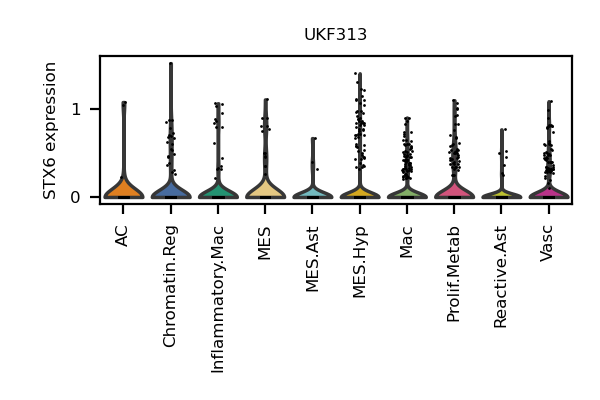 UKF313
STX6 expression
1
0
AC
Chromatin.Reg
Inflammatory.Mac
MES
MES.Ast
MES.Hyp
Mac
Prolif.Metab
Reactive.Ast
Vasc